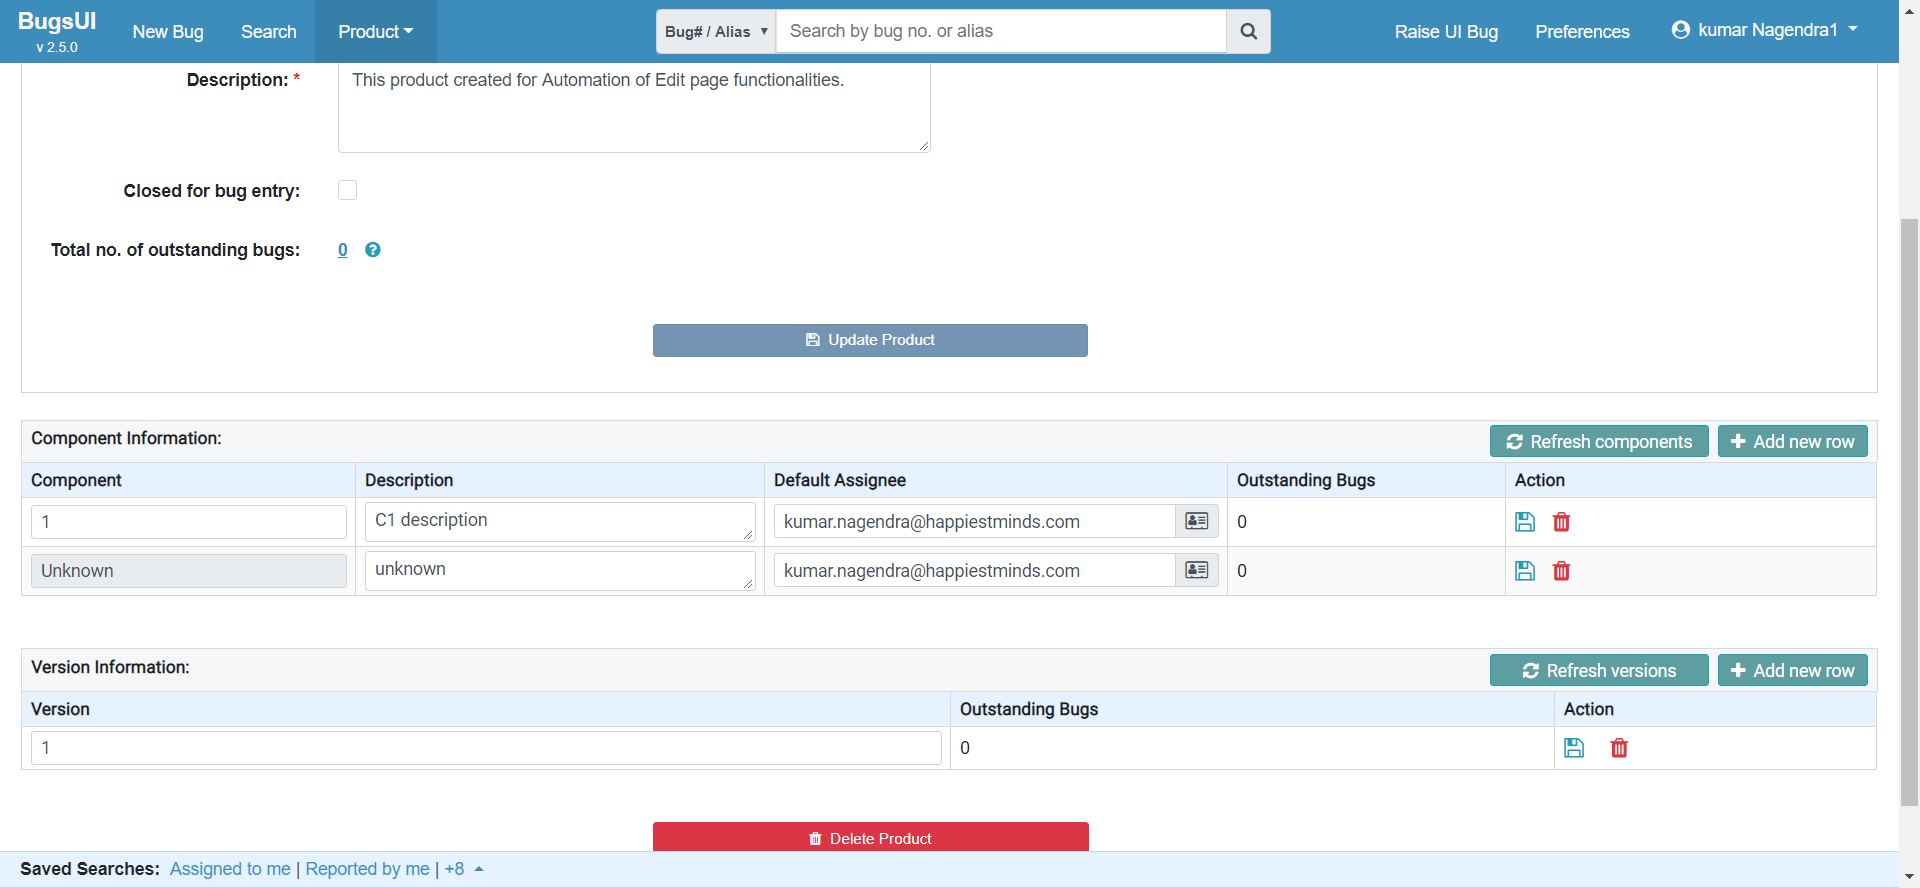 BugsUI
v 2.5.0
New Bug
Search
Product
Bug# / Alias
Search by bug no. or alias
Raise UI Bug
Preferences
kumar Nagendra1
Description: *
This product created for Automation of Edit page functionalities.
Closed for bug entry:
Total no. of outstanding bugs:
0
Update Product
Component Information:
Refresh components
Add new row
Component
Description
Default Assignee
Outstanding Bugs
Action
1
C1 description
kumar.nagendra@happiestminds.com
0
Unknown
unknown
kumar.nagendra@happiestminds.com
0
Version Information:
Refresh versions
Add new row
Version
Outstanding Bugs
Action
1
0
Delete Product
Saved Searches: Assigned to me | Reported by me | +8